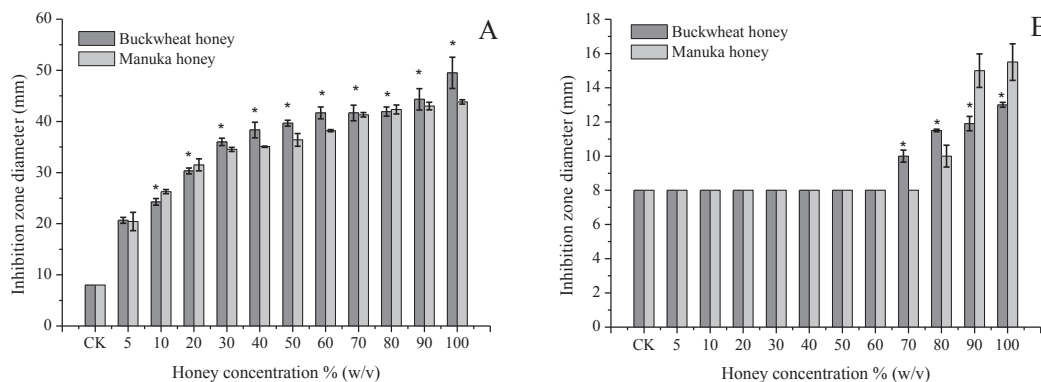 A
Buckwheat honey
Manuka honey
Inhibition zone diameter (mm)
60
50
40
30
20
10
0
* * * * * * * * * *
CK 5 10 20 30 40 50 60 70 80 90 100
Honey concentration % (w/v)
B
Buckwheat honey
Manuka honey
Inhibition zone diameter (mm)
18
16
14
12
10
8
6
4
2
0
* * * *
CK 5 10 20 30 40 50 60 70 80 90 100
Honey concentration % (w/v)